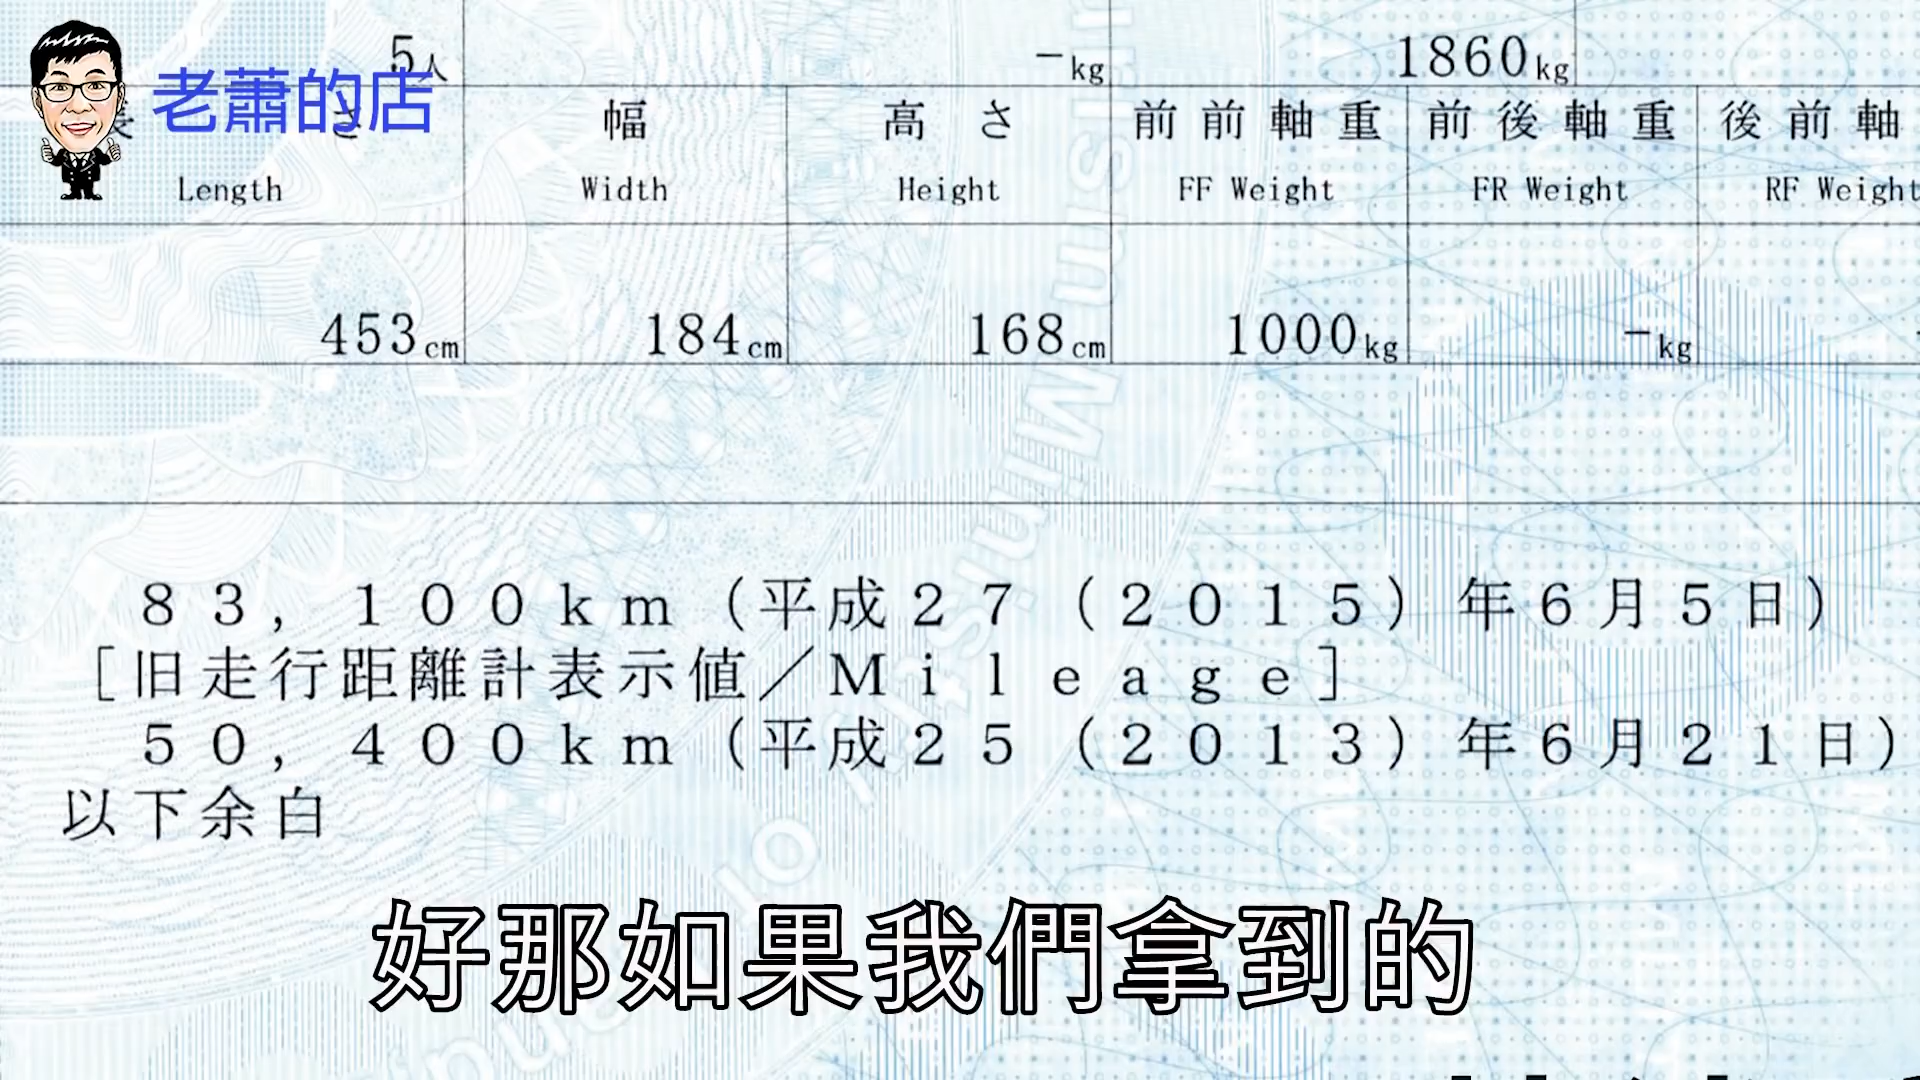 老蕭的店
5人 -kg 1860kg
長さ 幅 高さ 前前軸重 前後軸重 後前軸
Length Width Height FF Weight FR Weight RF Weight
453cm 184cm 168cm 1000kg -kg
83,100km(平成27(2015)年6月5日)
[旧走行距離計表示値/Mileage]
50,400km(平成25(2013)年6月21日)
以下余白
好那如果我們拿到的